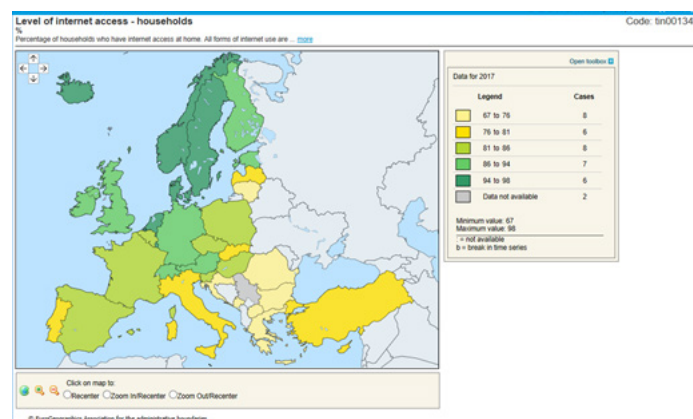 Level of internet access - households
Code: tin00134
%
Percentage of households who have internet access at home. All forms of internet use are ... more
Open toolbox
Data for 2017
Legend Cases
67 to 76 8
76 to 81 6
81 to 86 8
86 to 94 7
94 to 98 6
Data not available 2
Minimum value: 67
Maximum value: 98
: = not available
b = break in time series
Click on map to:
Recenter Zoom In/Recenter Zoom Out/Recenter
© EuroGeographics Association for the administrative boundaries